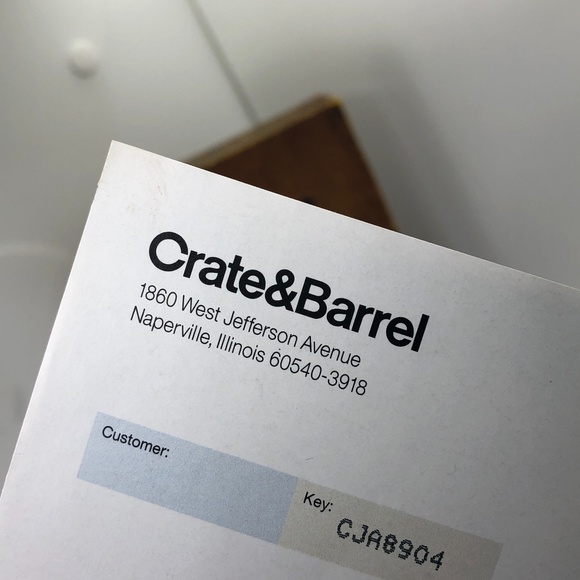 Crate&Barrel
1860 West Jefferson Avenue
Naperville, Illinois 60540-3918
Customer:
Key:
CJA8904